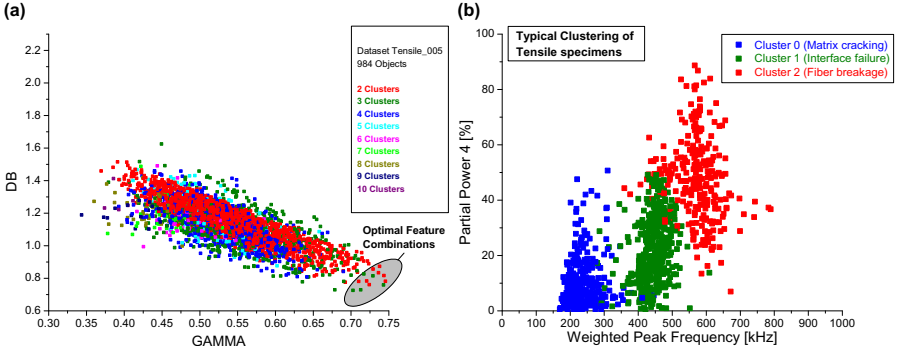 (a)
2.2
2.0
1.8
1.6
1.4
1.2
1.0
0.8
0.6
DB
0.30
0.35
0.40
0.45
0.50
0.55
0.60
0.65
0.70
0.75
GAMMA
Dataset Tensile_005
984 Objects
2 Clusters
3 Clusters
4 Clusters
5 Clusters
6 Clusters
7 Clusters
8 Clusters
9 Clusters
10 Clusters
Optimal Feature
Combinations
(b)
Typical Clustering of
Tensile specimens
Cluster 0 (Matrix cracking)
Cluster 1 (Interface failure)
Cluster 2 (Fiber breakage)
100
80
60
40
20
0
Partial Power 4 [%]
0
100
200
300
400
500
600
700
800
900
1000
Weighted Peak Frequency [kHz]